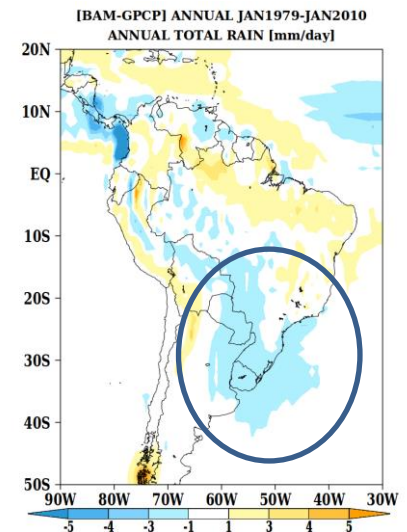 [BAM-GPCP] ANNUAL JAN1979-JAN2010
ANNUAL TOTAL RAIN [mm/day]
20N
10N
EQ
10S
20S
30S
40S
50S
90W 80W 70W 60W 50W 40W 30W
-5 -4 -3 -1 1 3 4 5